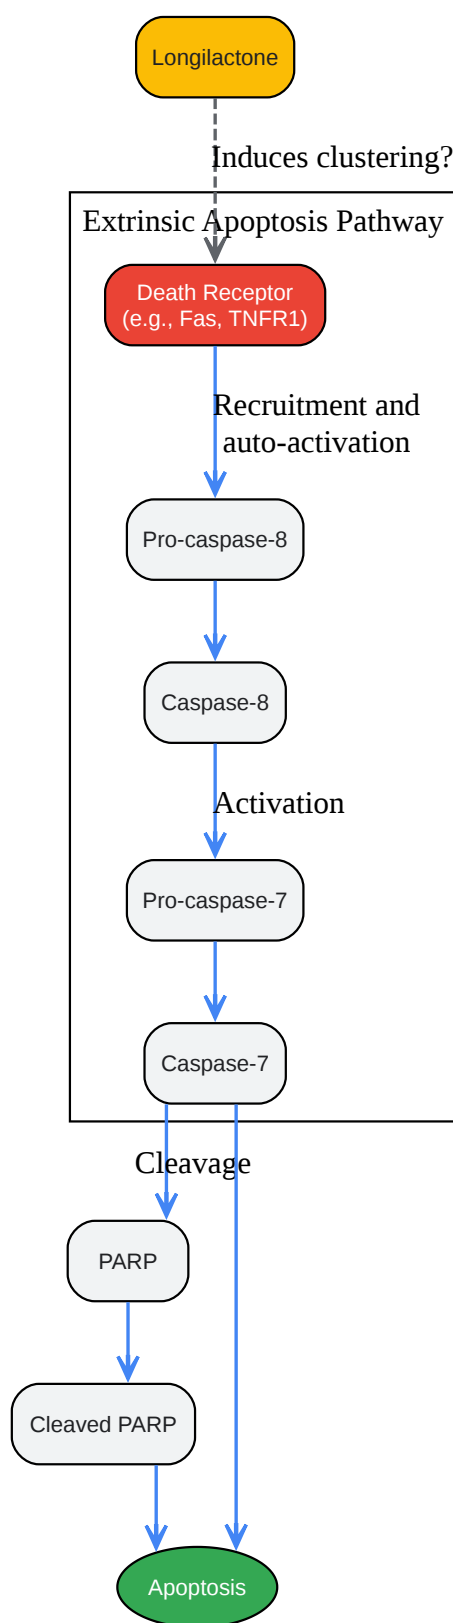 Longilactone
Induces clustering?
Extrinsic Apoptosis Pathway
Death Receptor
(e.g., Fas, TNFR1)
Recruitment and
auto-activation
Pro-caspase-8
Caspase-8
Activation
Pro-caspase-7
Caspase-7
Cleavage
PARP
Cleaved PARP
Apoptosis